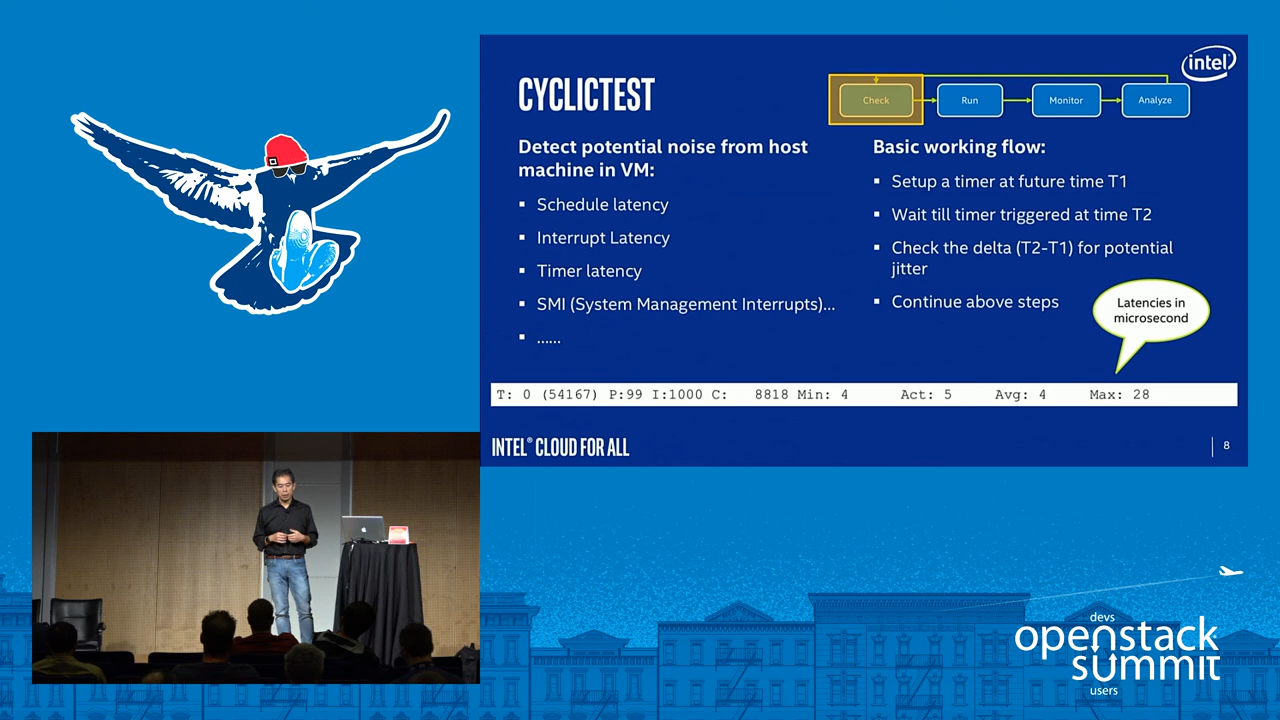 CYCLICTEST
intel
Check
Run
Monitor
Analyze
Detect potential noise from host
machine in VM:
▪ Schedule latency
▪ Interrupt Latency
▪ Timer latency
▪ SMI (System Management Interrupts)...
▪ ......
Basic working flow:
▪ Setup a timer at future time T1
▪ Wait till timer triggered at time T2
▪ Check the delta (T2-T1) for potential
jitter
▪ Continue above steps
Latencies in
microsecond
T: 0 (54167) P:99 I:1000 C: 8818 Min: 4 Act: 5 Avg: 4 Max: 28
INTEL® CLOUD FOR ALL
8
devs
openstack
summit
users